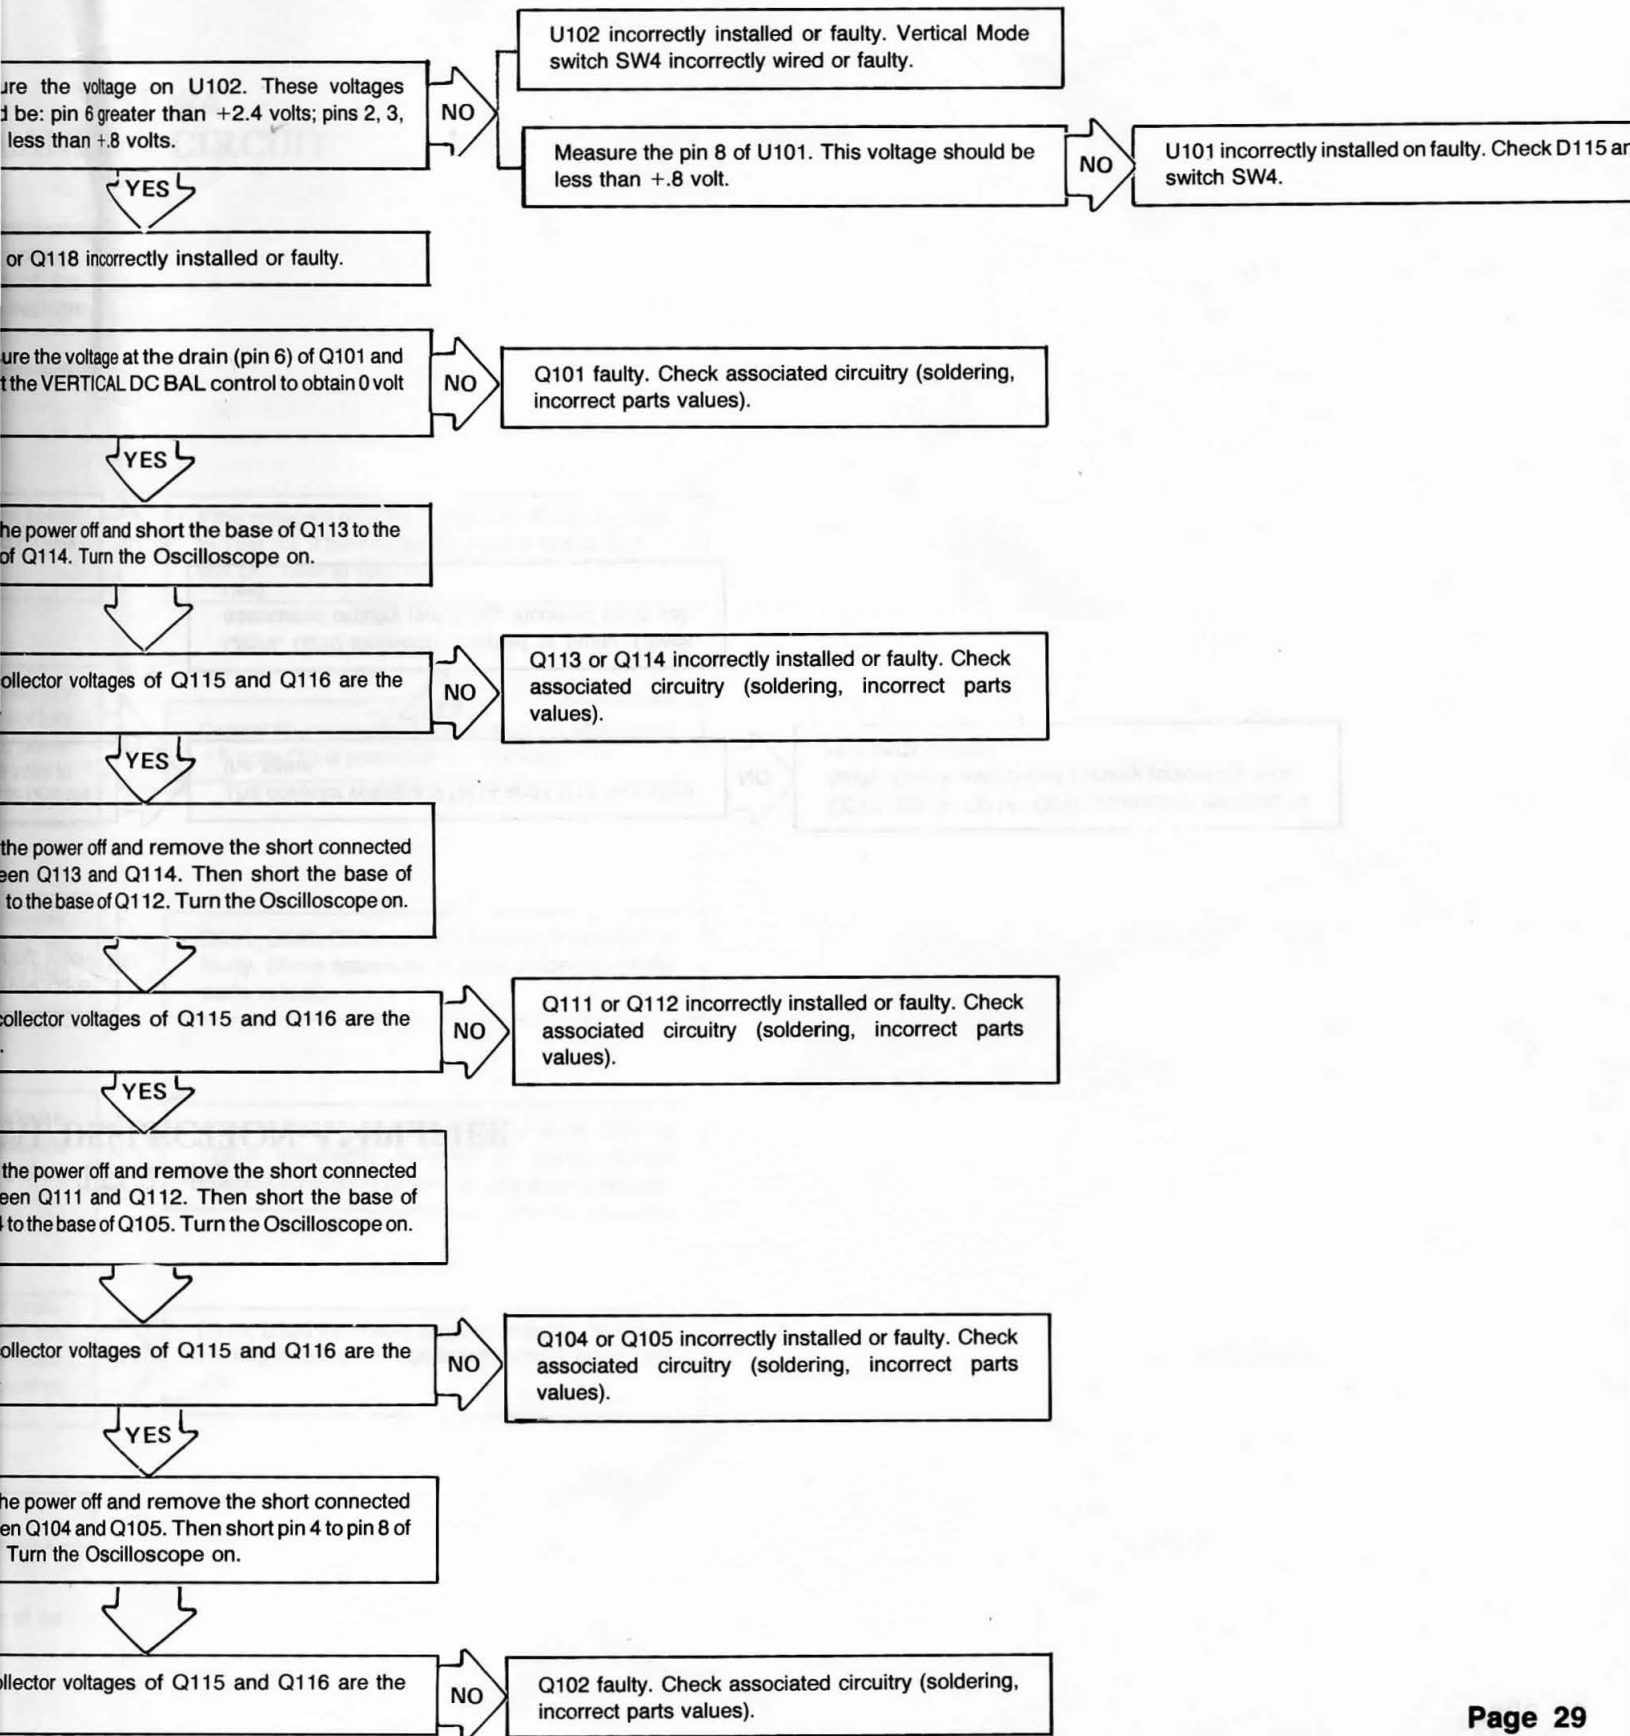 U102 incorrectly installed or faulty. Vertical Mode
switch SW4 incorrectly wired or faulty.
the voltage on U102. These voltages
be: pin 6 greater than +2.4 volts; pins 2, 3,
less than +.8 volts.
NO
Measure the pin 8 of U101. This voltage should be
less than +.8 volt.
NO
U101 incorrectly installed on faulty. Check D115
switch SW4.
YES
or Q118 incorrectly installed or faulty.
the voltage at the drain (pin 6) of Q101 and
the VERTICAL DC BAL control to obtain 0 volt
NO
Q101 faulty. Check associated circuitry (soldering,
incorrect parts values).
YES
he power off and short the base of Q113 to the
of Q114. Turn the Oscilloscope on.
ollector voltages of Q115 and Q116 are the
NO
Q113 or Q114 incorrectly installed or faulty. Check
associated circuitry (soldering, incorrect parts
values).
YES
the power off and remove the short connected
een Q113 and Q114. Then short the base of
to the base of Q112. Turn the Oscilloscope on.
collector voltages of Q115 and Q116 are the
.
NO
Q111 or Q112 incorrectly installed or faulty. Check
associated circuitry (soldering, incorrect parts
values).
YES
the power off and remove the short connected
een Q111 and Q112. Then short the base of
to the base of Q105. Turn the Oscilloscope on.
ollector voltages of Q115 and Q116 are the
NO
Q104 or Q105 incorrectly installed or faulty. Check
associated circuitry (soldering, incorrect parts
values).
YES
he power off and remove the short connected
en Q104 and Q105. Then short pin 4 to pin 8 of
Turn the Oscilloscope on.
ollector voltages of Q115 and Q116 are the
NO
Q102 faulty. Check associated circuitry (soldering,
incorrect parts values).
Page 29